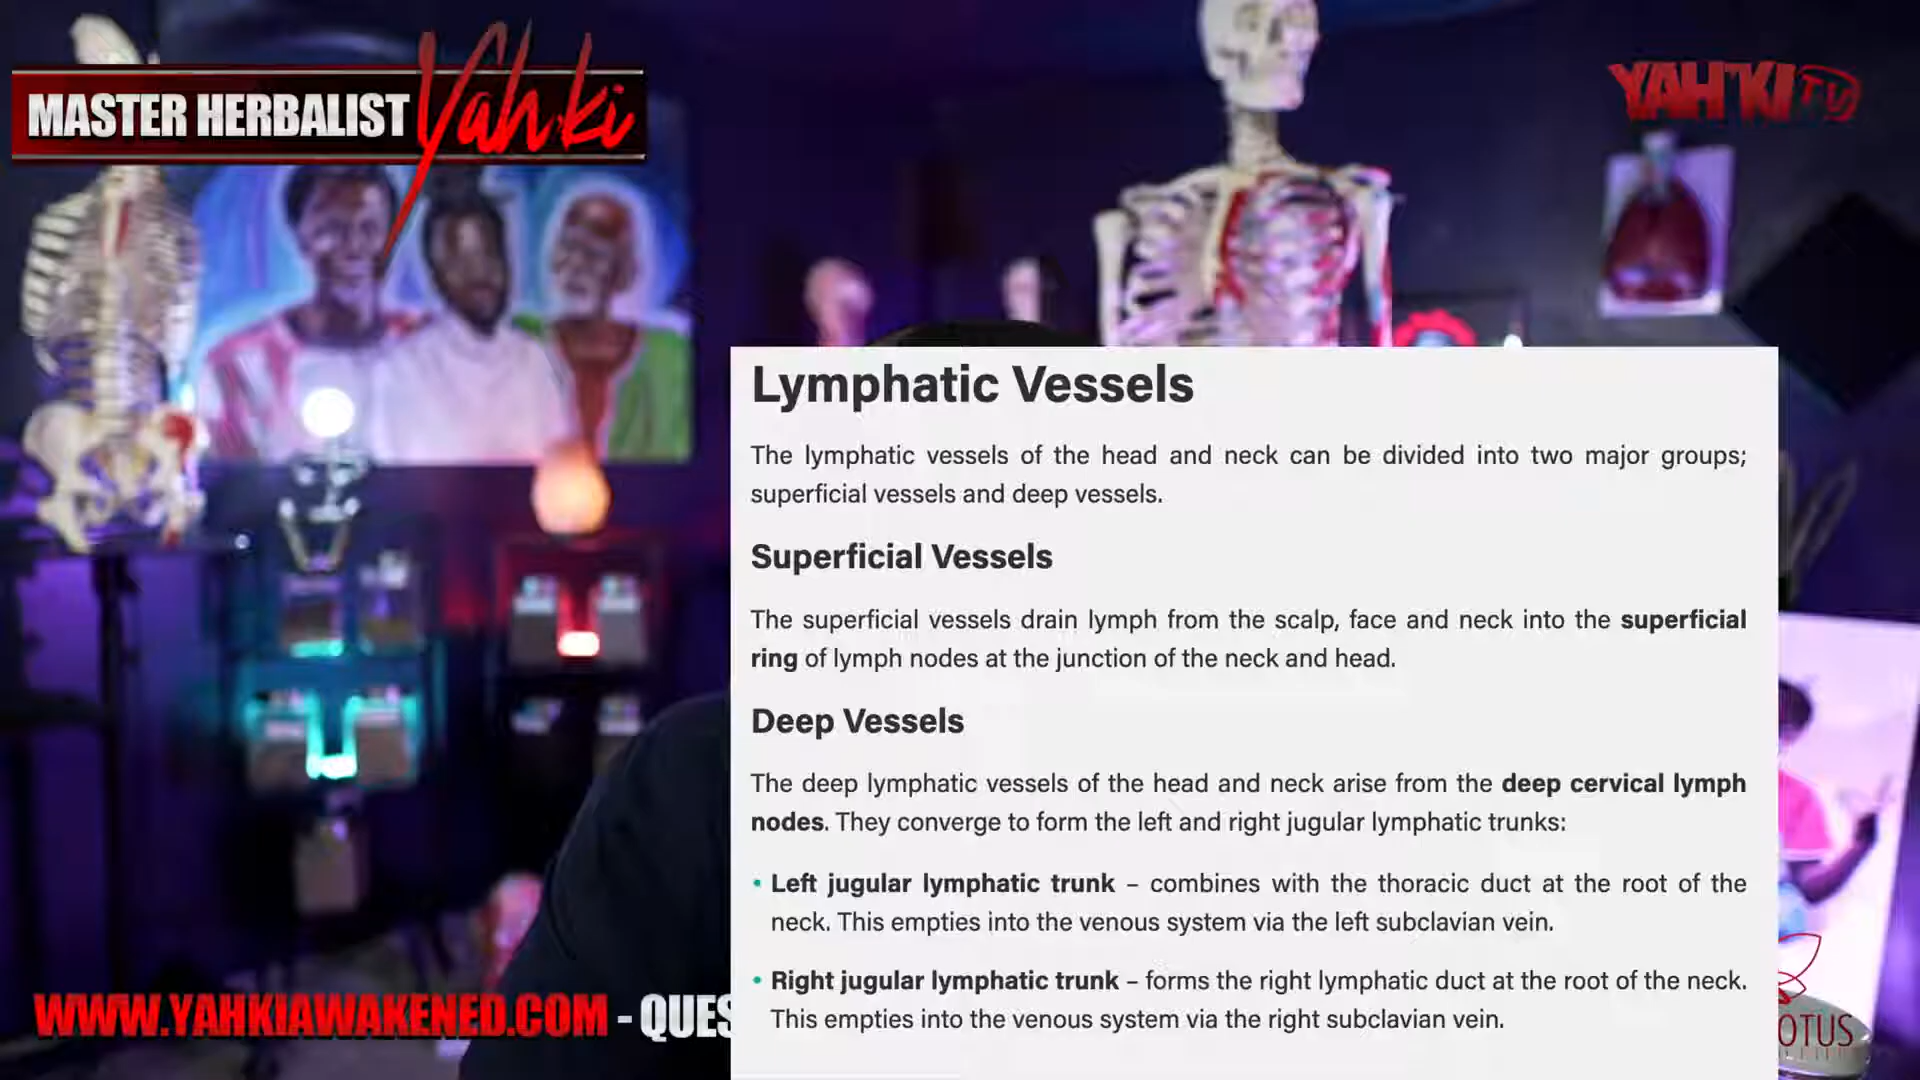 MASTER HERBALIST Yah'ki
YAH'KI TV
Lymphatic Vessels
The lymphatic vessels of the head and neck can be divided into two major groups;
superficial vessels and deep vessels.
Superficial Vessels
The superficial vessels drain lymph from the scalp, face and neck into the superficial
ring of lymph nodes at the junction of the neck and head.
Deep Vessels
The deep lymphatic vessels of the head and neck arise from the deep cervical lymph
nodes. They converge to form the left and right jugular lymphatic trunks:
• Left jugular lymphatic trunk – combines with the thoracic duct at the root of the
neck. This empties into the venous system via the left subclavian vein.
• Right jugular lymphatic trunk – forms the right lymphatic duct at the root of the neck.
This empties into the venous system via the right subclavian vein.
WWW.YAHKIAWAKENED.COM - QUES
OTUS